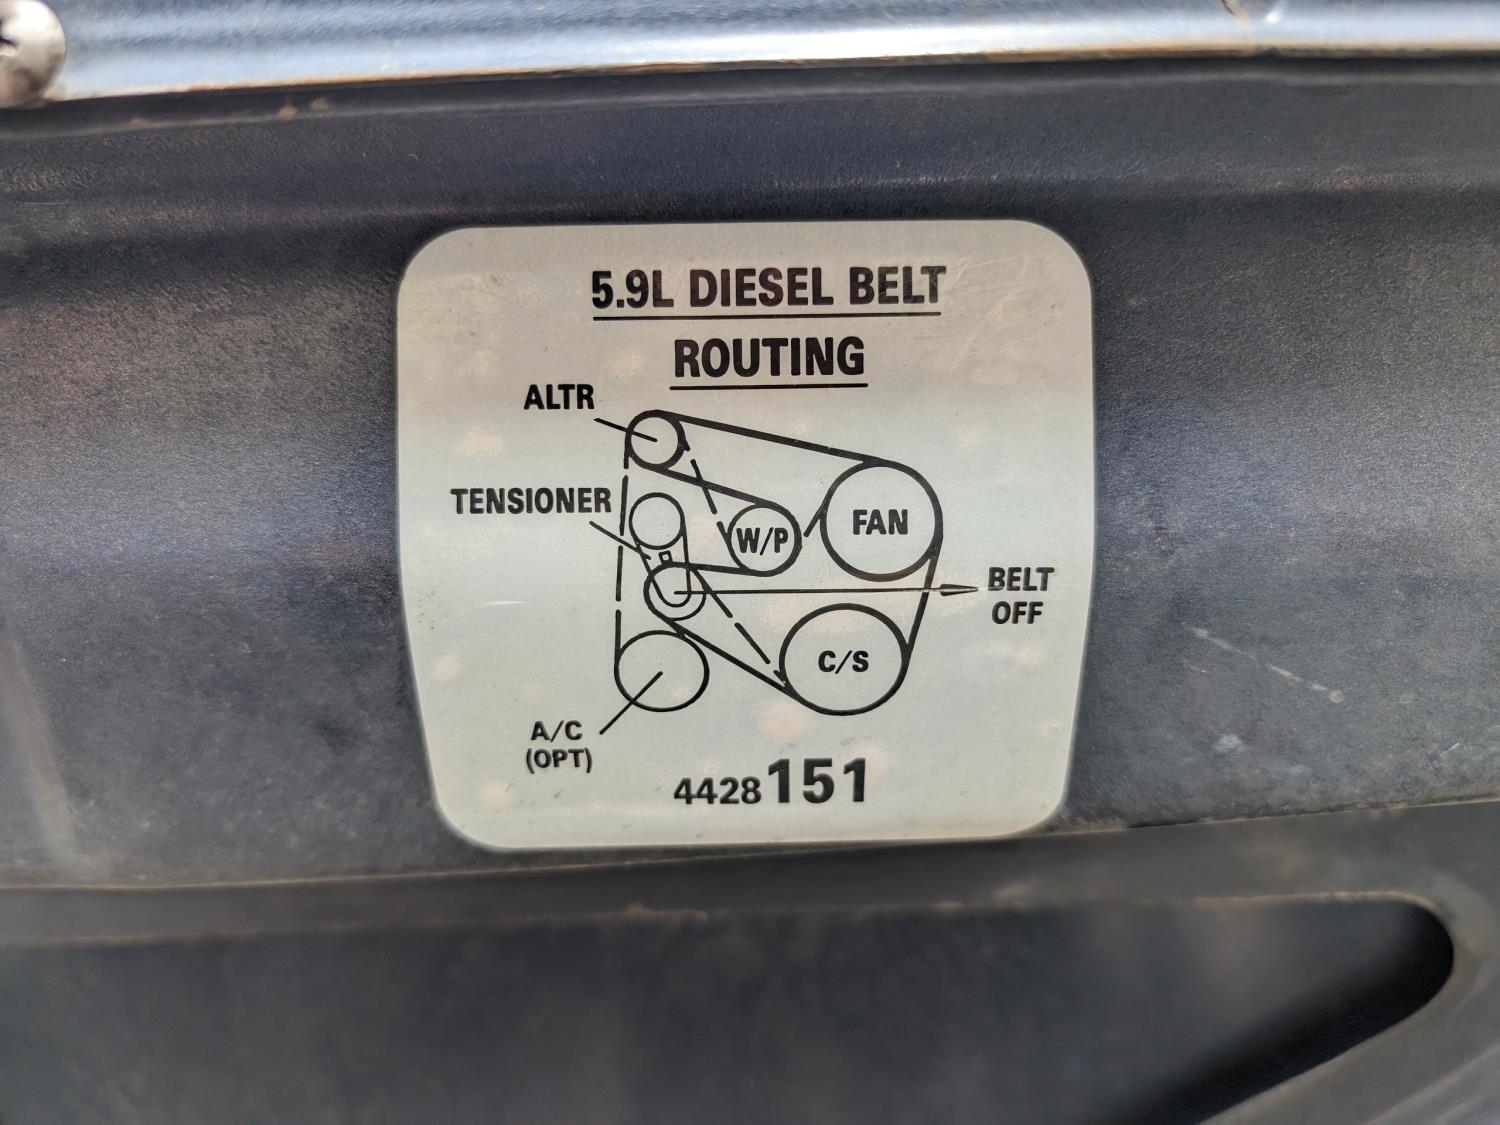 5.9L DIESEL BELT
ROUTING
ALTR
TENSIONER
W/P
FAN
BELT
OFF
C/S
A/C
(OPT)
4428151